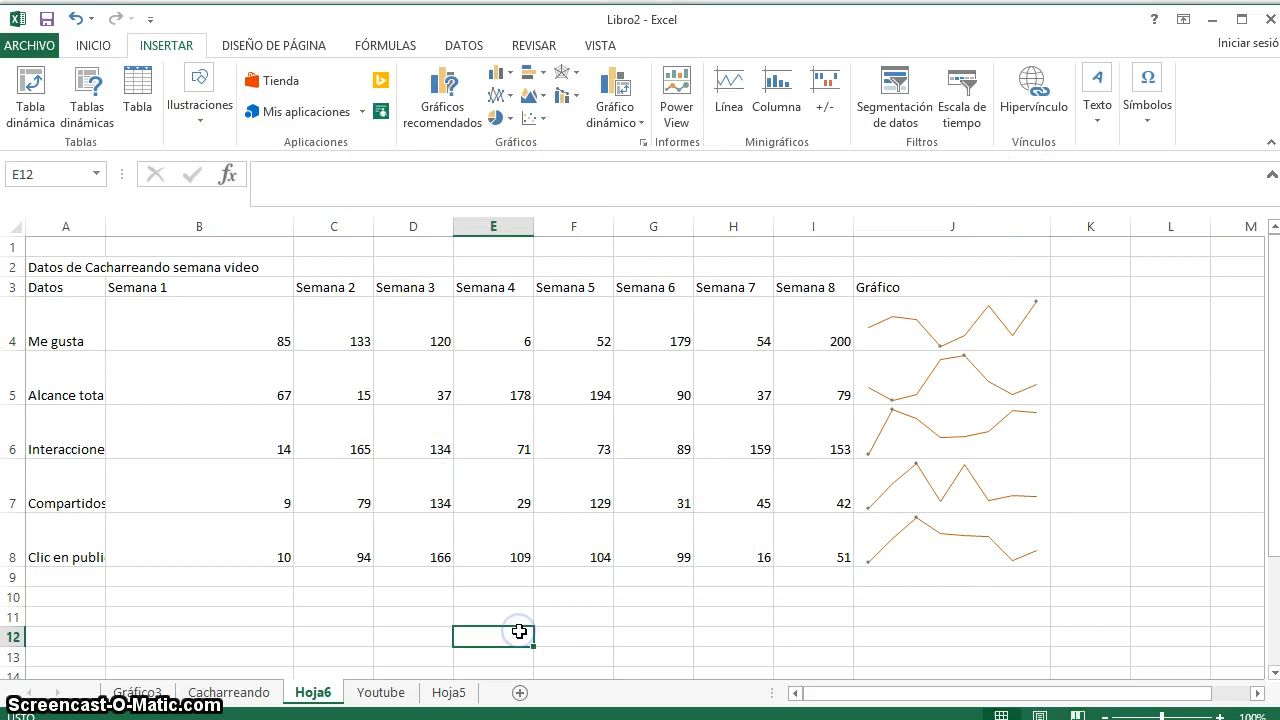 Libro2 - Excel
?
ARCHIVO INICIO INSERTAR DISEÑO DE PÁGINA FÓRMULAS DATOS REVISAR VISTA Iniciar sesió
Tabla dinámica
Tablas dinámicas
Tabla
Ilustraciones
Tienda
Mis aplicaciones
Gráficos recomendados
Gráfico dinámico
Power View
Línea
Columna
+/-
Segmentación de datos
Escala de tiempo
Hipervínculo
Texto
Símbolos
Tablas Aplicaciones Gráficos Informes Minigráficos Filtros Vínculos
E12 fx
A B C D E F G H I J K L M
1
2 Datos de Cacharreando semana video
3 Datos Semana 1 Semana 2 Semana 3 Semana 4 Semana 5 Semana 6 Semana 7 Semana 8 Gráfico
4 Me gusta 85 133 120 6 52 179 54 200
5 Alcance tota 67 15 37 178 194 90 37 79
6 Interaccione 14 165 134 71 73 89 159 153
7 Compartidos 9 79 134 29 129 31 45 42
8 Clic en publi 10 94 166 109 104 99 16 51
9
10
11
12
13
14
Gráfico3 Cacharreando Hoja6 Youtube Hoja5
Screencast-O-Matic.com
LISTO 100%